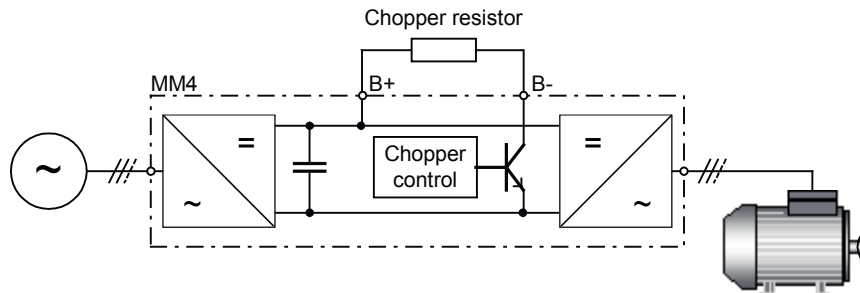 Chopper resistor
MM4
B+
B-
=
=
Chopper
control
~
~
~